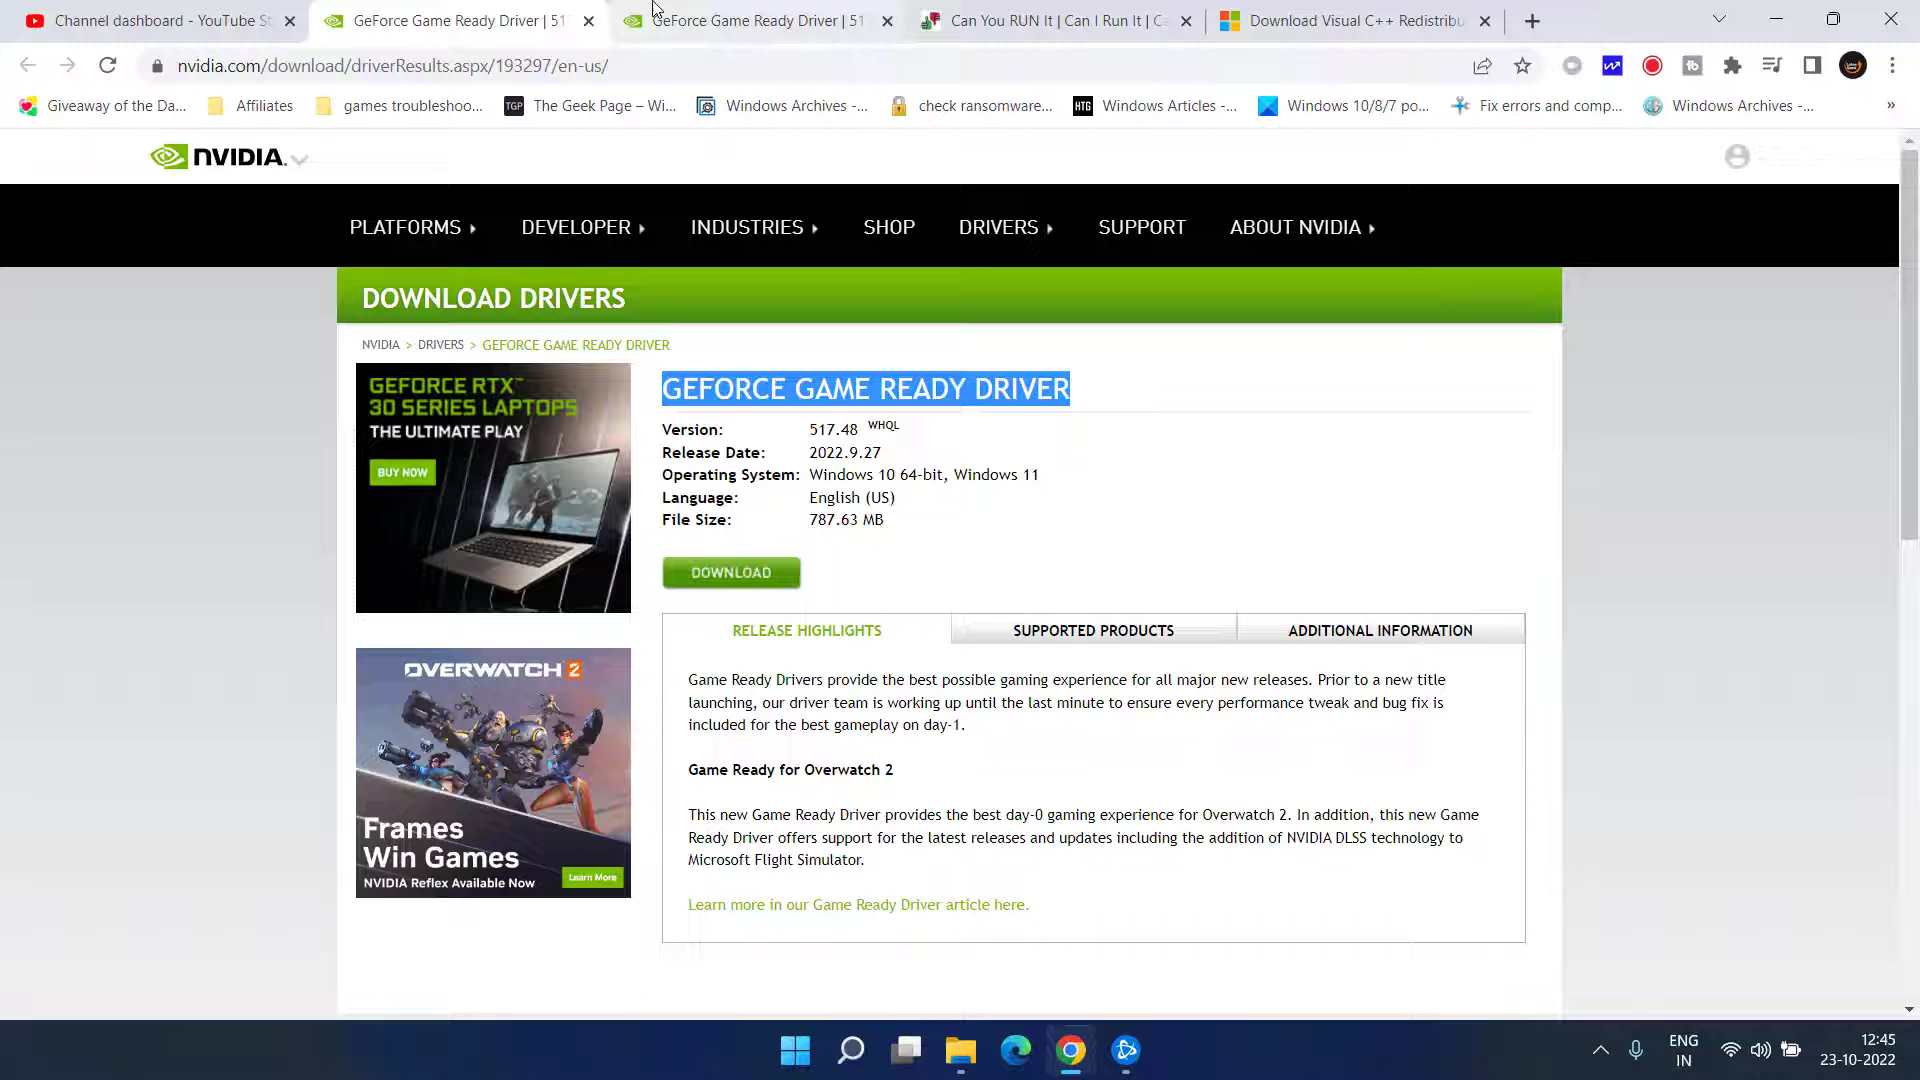 Channel dashboard - YouTube St
GeForce Game Ready Driver | 51
GeForce Game Ready Driver | 51
Can You RUN It | Can I Run It | Ca
Download Visual C++ Redistribu
nvidia.com/download/driverResults.aspx/193297/en-us/
Giveaway of the Da...
Affiliates
games troubleshoo...
TGP
The Geek Page – Wi...
Windows Archives -...
check ransomware...
HTG
Windows Articles -...
Windows 10/8/7 po...
Fix errors and comp...
Windows Archives -...
»
NVIDIA.
PLATFORMS
DEVELOPER
INDUSTRIES
SHOP
DRIVERS
SUPPORT
ABOUT NVIDIA
DOWNLOAD DRIVERS
NVIDIA > DRIVERS > GEFORCE GAME READY DRIVER
GEFORCE RTX™
30 SERIES LAPTOPS
THE ULTIMATE PLAY
BUY NOW
GEFORCE GAME READY DRIVER
Version: 517.48 WHQL
Release Date: 2022.9.27
Operating System: Windows 10 64-bit, Windows 11
Language: English (US)
File Size: 787.63 MB
DOWNLOAD
RELEASE HIGHLIGHTS
SUPPORTED PRODUCTS
ADDITIONAL INFORMATION
Game Ready Drivers provide the best possible gaming experience for all major new releases. Prior to a new title
launching, our driver team is working up until the last minute to ensure every performance tweak and bug fix is
included for the best gameplay on day-1.
Game Ready for Overwatch 2
This new Game Ready Driver provides the best day-0 gaming experience for Overwatch 2. In addition, this new Game
Ready Driver offers support for the latest releases and updates including the addition of NVIDIA DLSS technology to
Microsoft Flight Simulator.
Learn more in our Game Ready Driver article here.
OVERWATCH 2
Frames
Win Games
NVIDIA Reflex Available Now
Learn More
ENG
IN
12:45
23-10-2022